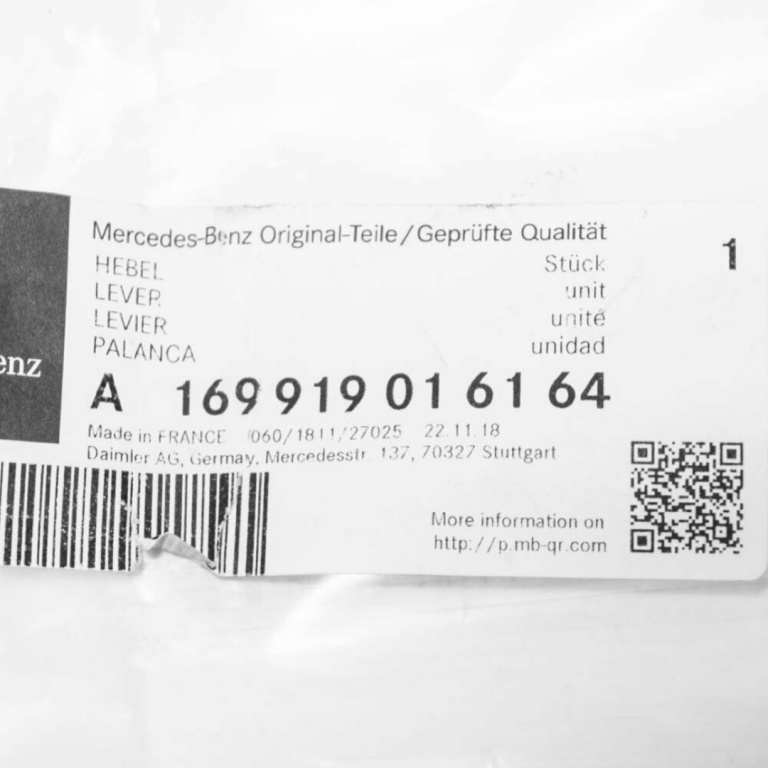 Mercedes-Benz Original-Teile/Geprüfte Qualität
1
HEBEL Stück
LEVER unit
LEVIER unité
PALANCA unidad
enz
A 169 919 01 61 64
Made in FRANCE 060/1811/27025 22.11.18
Daimler AG, Germay, Mercedesstr. 137, 70327 Stuttgart
More information on
http://p.mb-qr.com